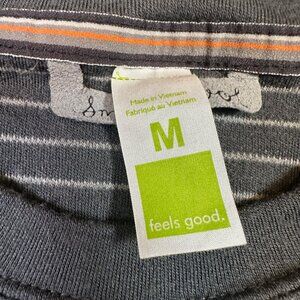 Made in Vietnam
Fabriqué au Vietnam
M
feels good.